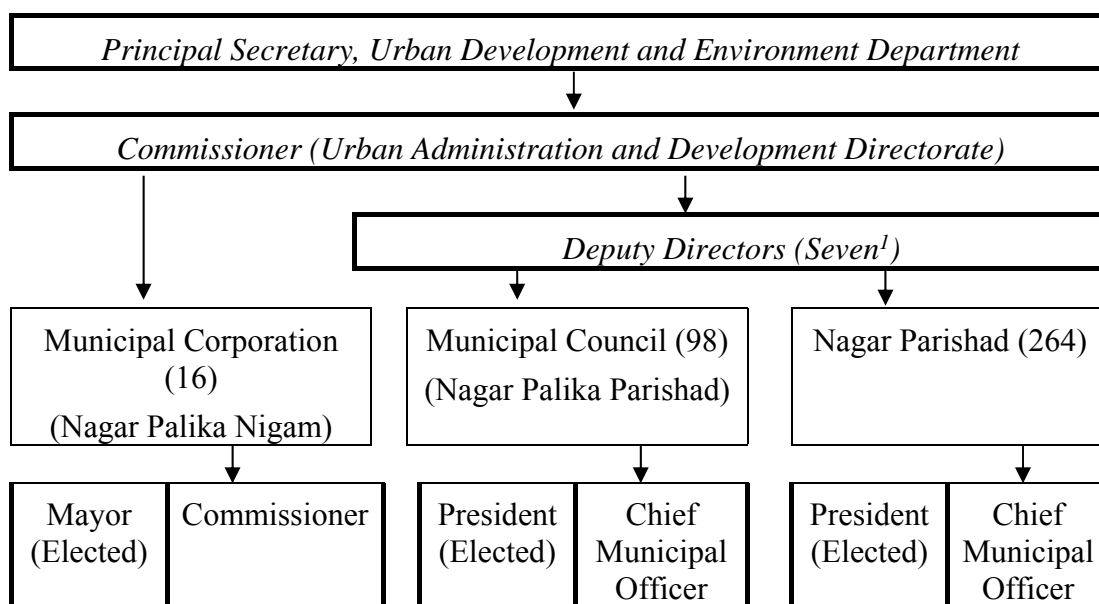 Principal Secretary, Urban Development and Environment Department
Commissioner (Urban Administration and Development Directorate)
Deputy Directors (Seven1)
Municipal Corporation
(16)
(Nagar Palika Nigam)
Municipal Council (98)
(Nagar Palika Parishad)
Nagar Parishad (264)
Mayor
(Elected)
Commissioner
President
(Elected)
Chief
Municipal
Officer
President
(Elected)
Chief
Municipal
Officer